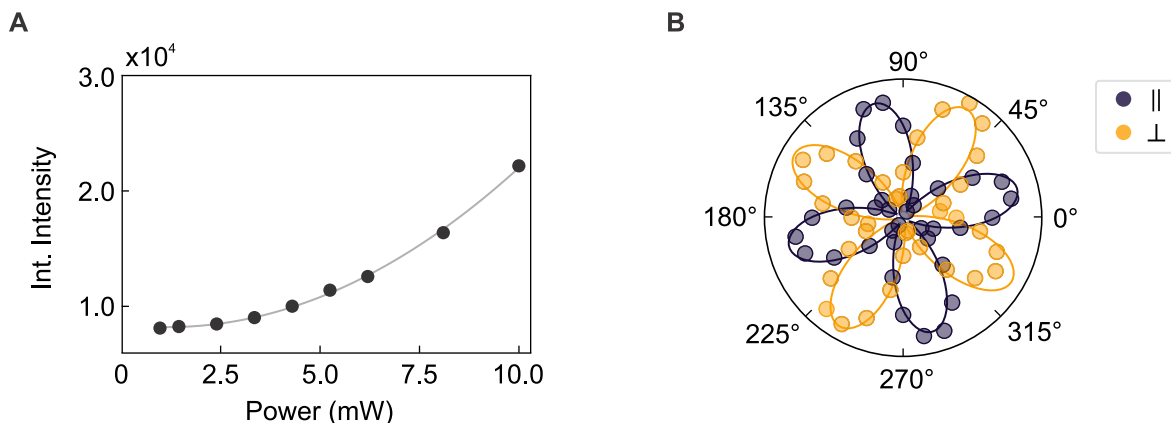 A
x10⁴
3.0
2.0
1.0
0 2.5 5.0 7.5 10.0
Power (mW)
Int. Intensity
B
90°
135° 45°
180° 0°
225° 315°
270°
||
⊥